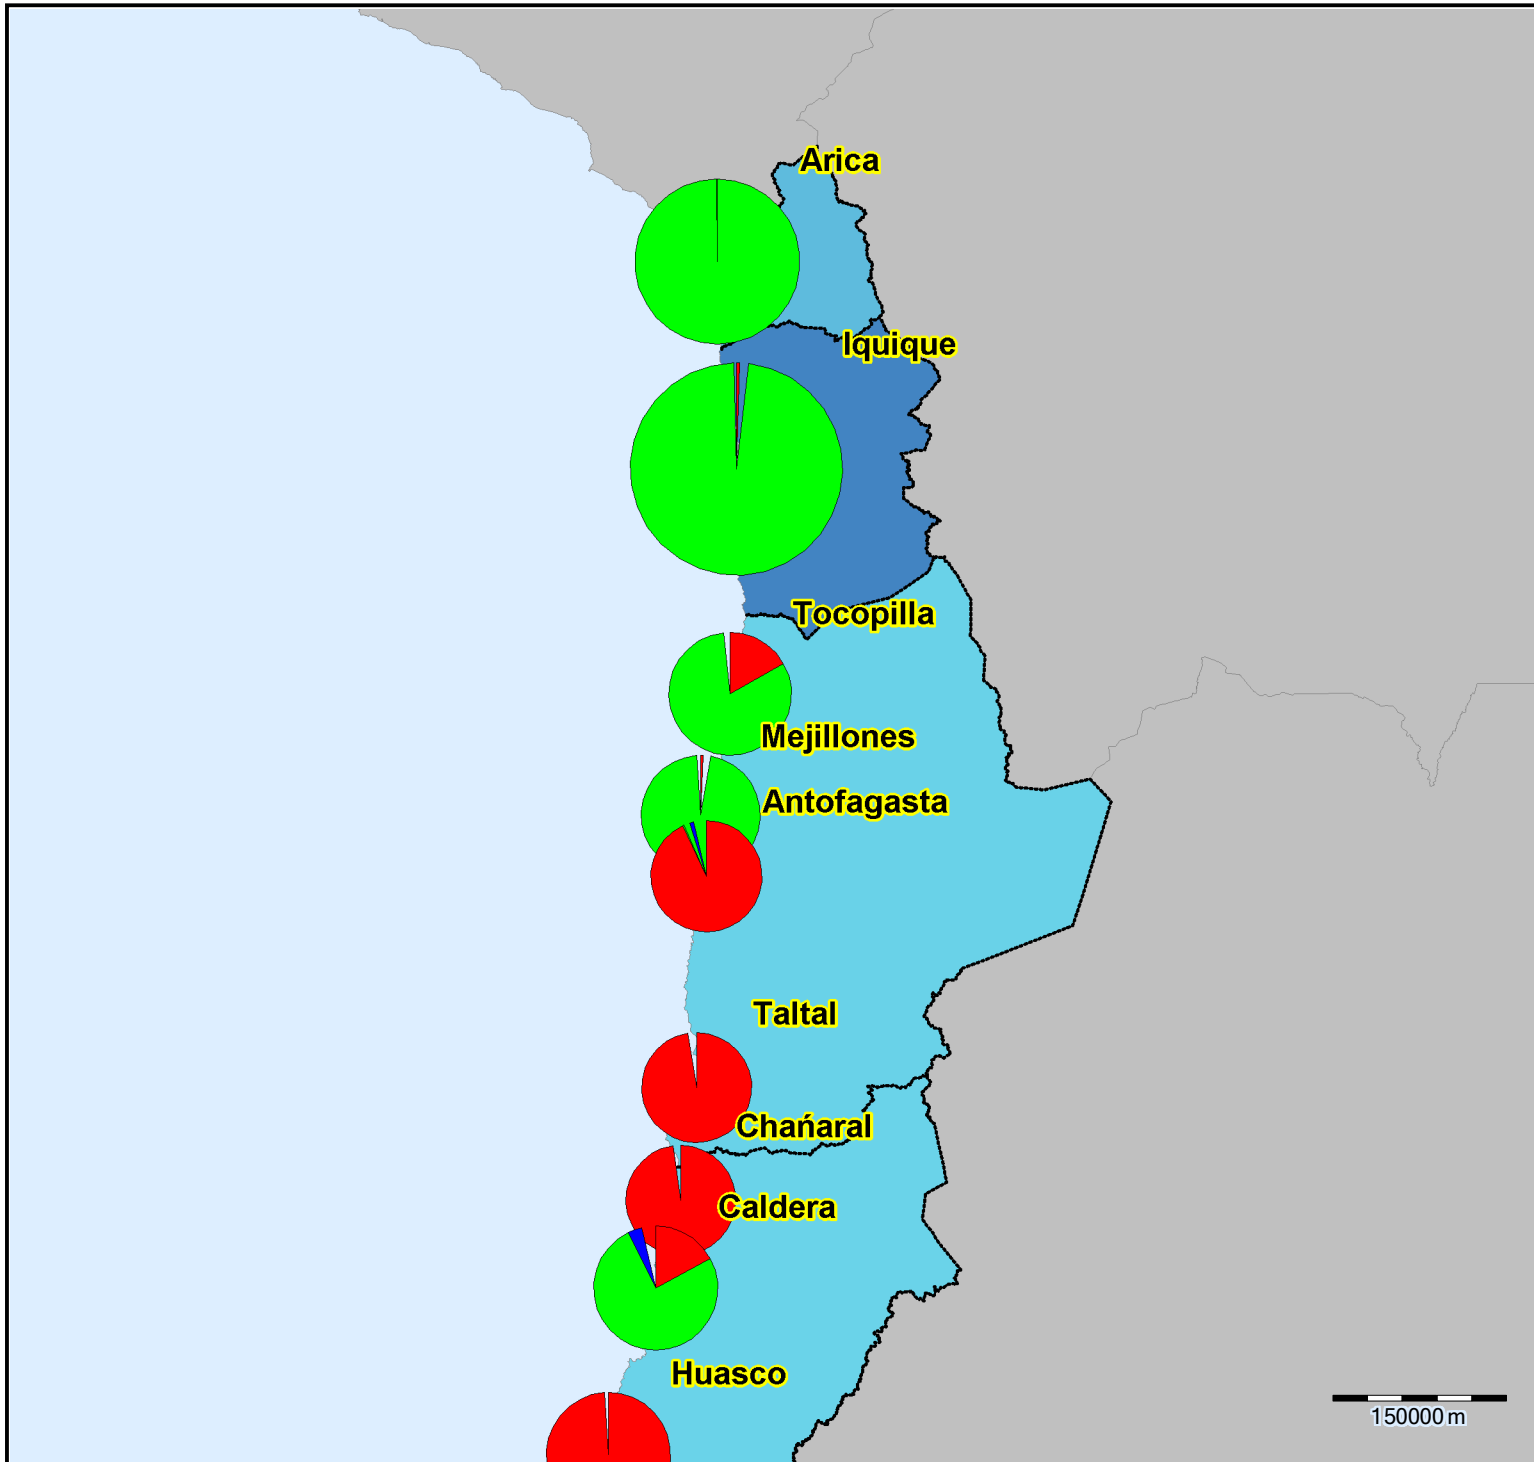 Arica
Iquique
Tocopilla
Mejillones
Antofagasta
Taltal
Chańaral
Caldera
Huasco
150000 m